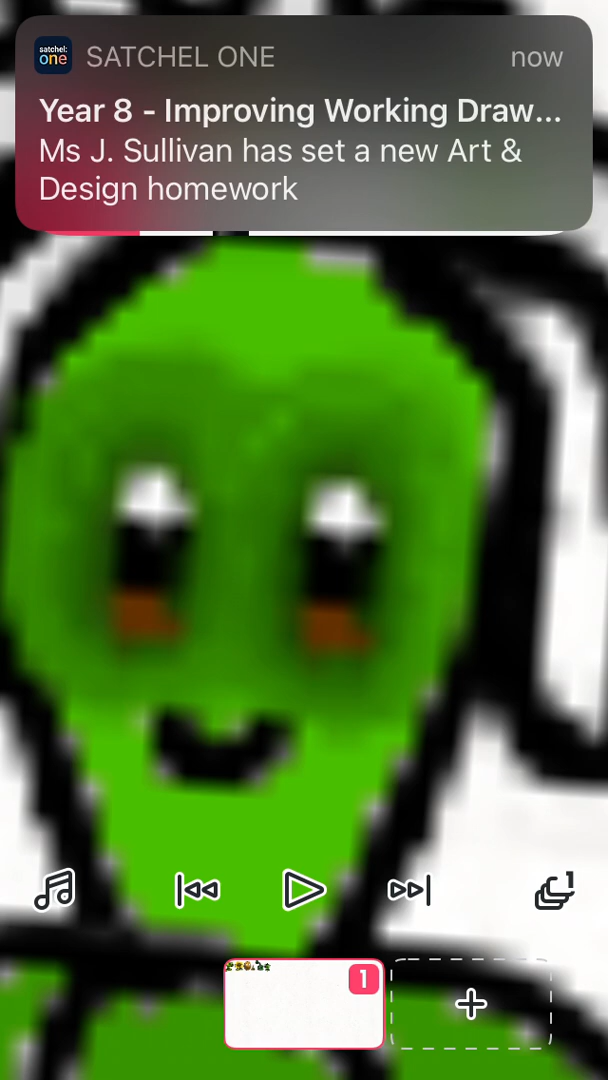 satchel:
one
SATCHEL ONE
now
Year 8 - Improving Working Draw...
Ms J. Sullivan has set a new Art &
Design homework
1
1